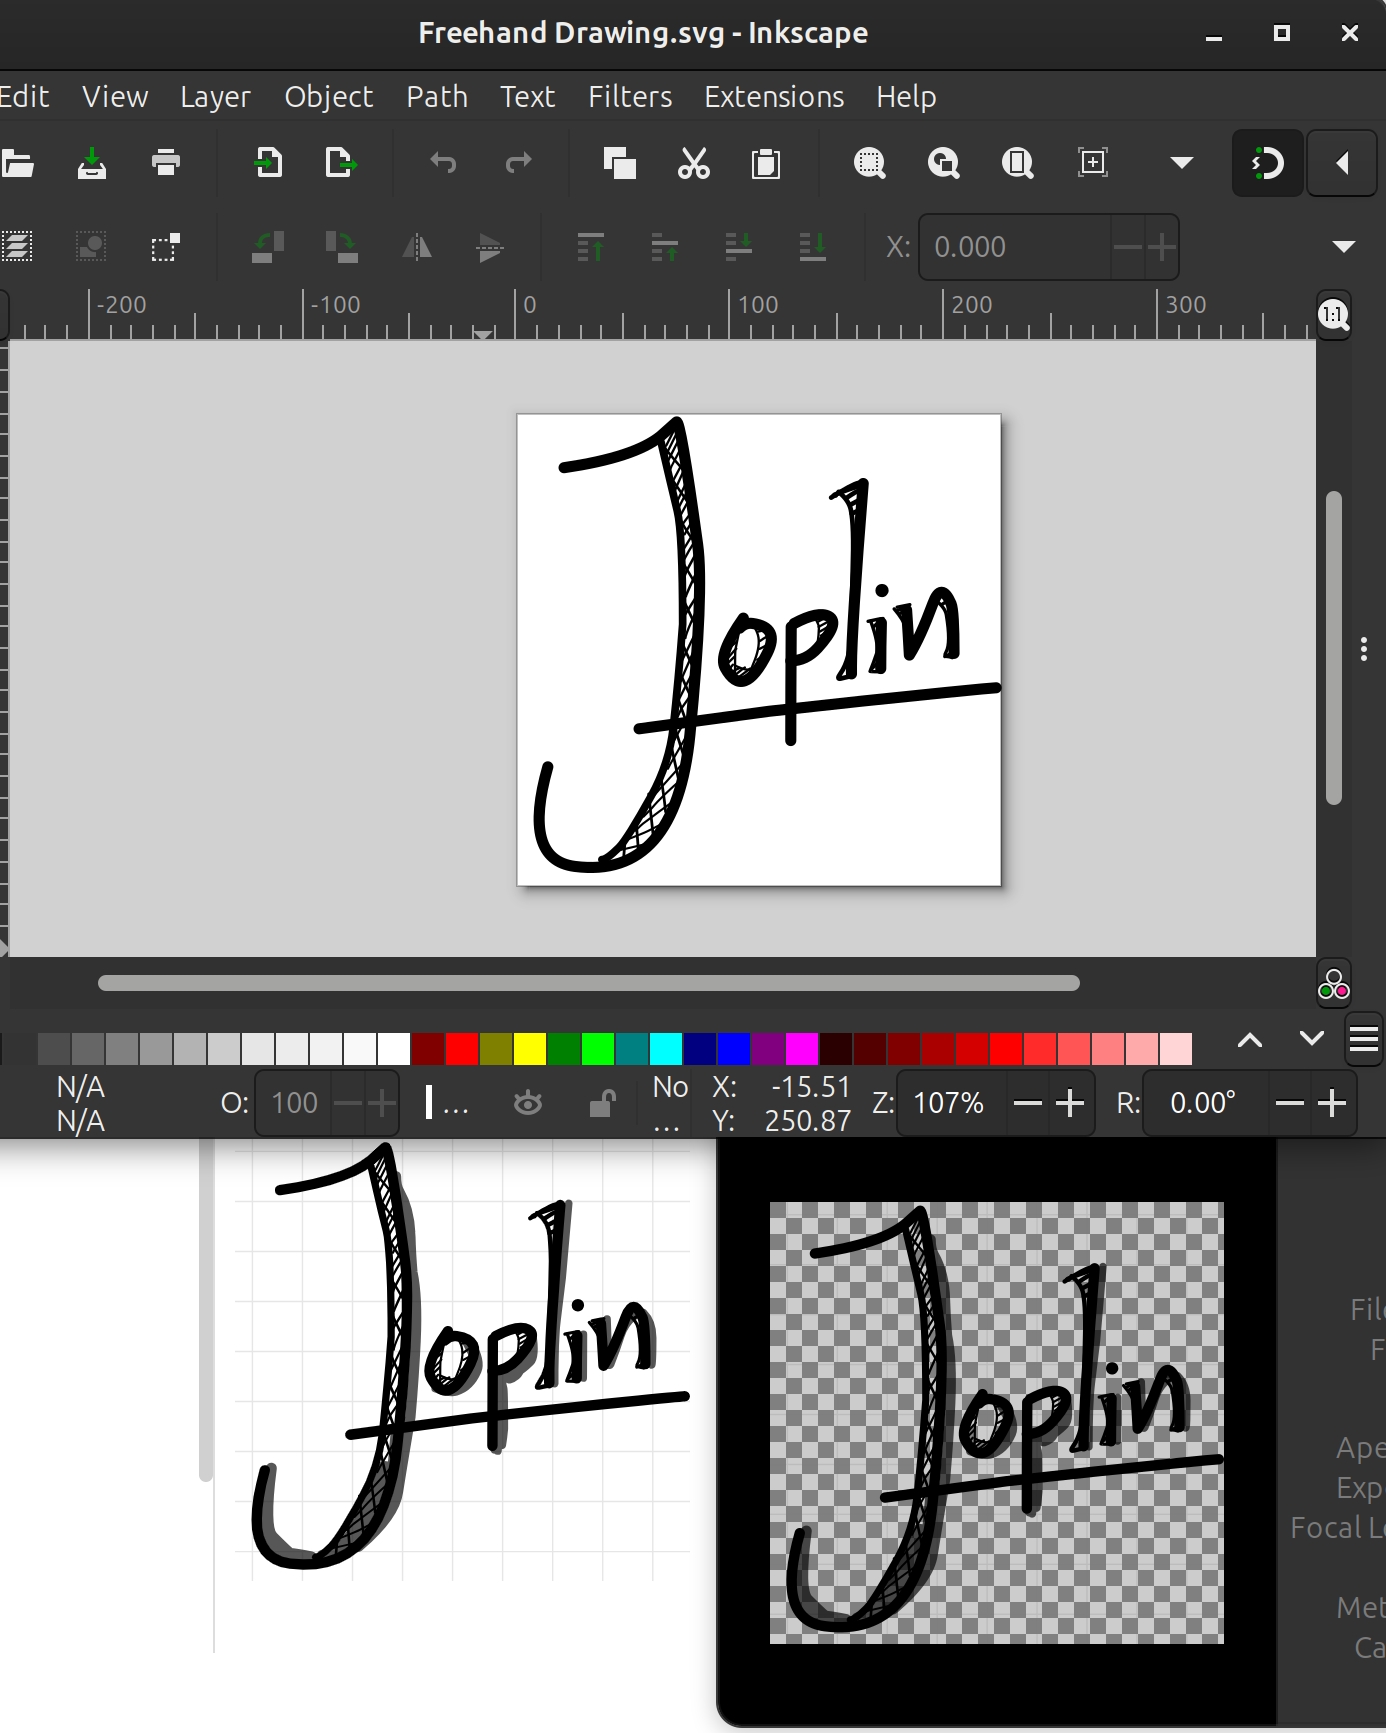 Freehand Drawing.svg - Inkscape
Edit View Layer Object Path Text Filters Extensions Help
X: 0.000
-200 -100 0 100 200 300
1:1
Joplin
N/A
N/A
O: 100
...
No
...
X: -15.51
Y: 250.87
Z: 107%
R: 0.00°
Joplin
Joplin
File
F
Ape
Exp
Focal Le
Met
Ca